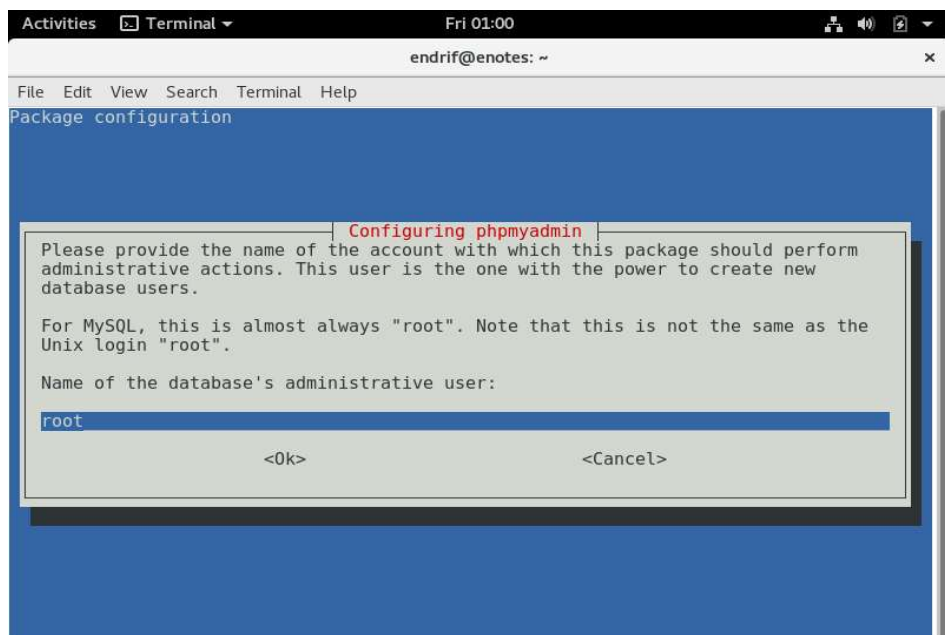 Activities Terminal Fri 01:00
endrif@enotes: ~ ×
File Edit View Search Terminal Help
Package configuration
Configuring phpmyadmin
Please provide the name of the account with which this package should perform
administrative actions. This user is the one with the power to create new
database users.
For MySQL, this is almost always "root". Note that this is not the same as the
Unix login "root".
Name of the database's administrative user:
root
<Ok> <Cancel>